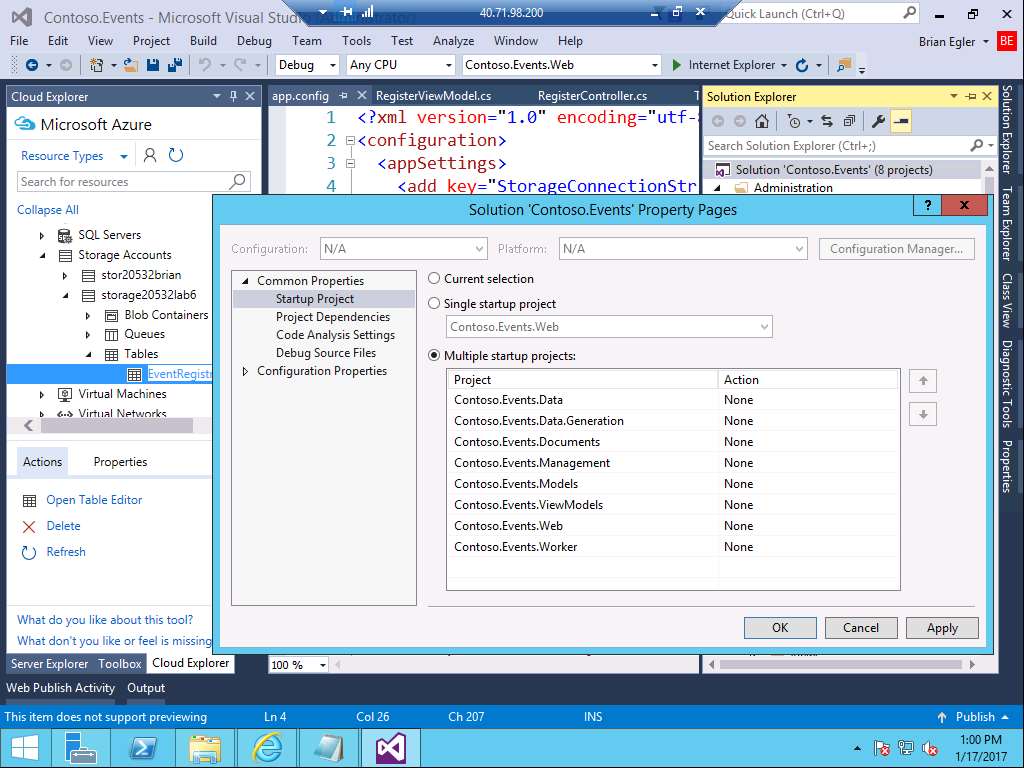 Contoso.Events - Microsoft Visual Studio (Administrator)
40.71.98.200
Quick Launch (Ctrl+Q)
File Edit View Project Build Debug Team Tools Test Analyze Window Help
Brian Egler
BE
Debug Any CPU Contoso.Events.Web Internet Explorer
Cloud Explorer
Microsoft Azure
Resource Types
Search for resources
Collapse All
SQL Servers
Storage Accounts
stor20532brian
storage20532lab6
Blob Containers
Queues
Tables
EventRegistr
Virtual Machines
Virtual Networks
Actions Properties
Open Table Editor
Delete
Refresh
What do you like about this tool?
What don't you like or feel is missing
Server Explorer Toolbox Cloud Explorer
app.config RegisterViewModel.cs RegisterController.cs
1 <?xml version="1.0" encoding="utf-8
2 <configuration>
3 <appSettings>
4 <add key="StorageConnectionStr
100 %
Solution Explorer
Search Solution Explorer (Ctrl+;)
Solution 'Contoso.Events' (8 projects)
Administration
Solution Explorer
Team Explorer
Class View
Diagnostic Tools
Properties
Solution 'Contoso.Events' Property Pages
? X
Configuration: N/A Platform: N/A Configuration Manager...
Common Properties
Startup Project
Project Dependencies
Code Analysis Settings
Debug Source Files
Configuration Properties
Current selection
Single startup project
Contoso.Events.Web
Multiple startup projects:
Project Action
Contoso.Events.Data None
Contoso.Events.Data.Generation None
Contoso.Events.Documents None
Contoso.Events.Management None
Contoso.Events.Models None
Contoso.Events.ViewModels None
Contoso.Events.Web None
Contoso.Events.Worker None
OK Cancel Apply
Web Publish Activity Output
This item does not support previewing Ln 4 Col 26 Ch 207 INS Publish
1:00 PM
1/17/2017